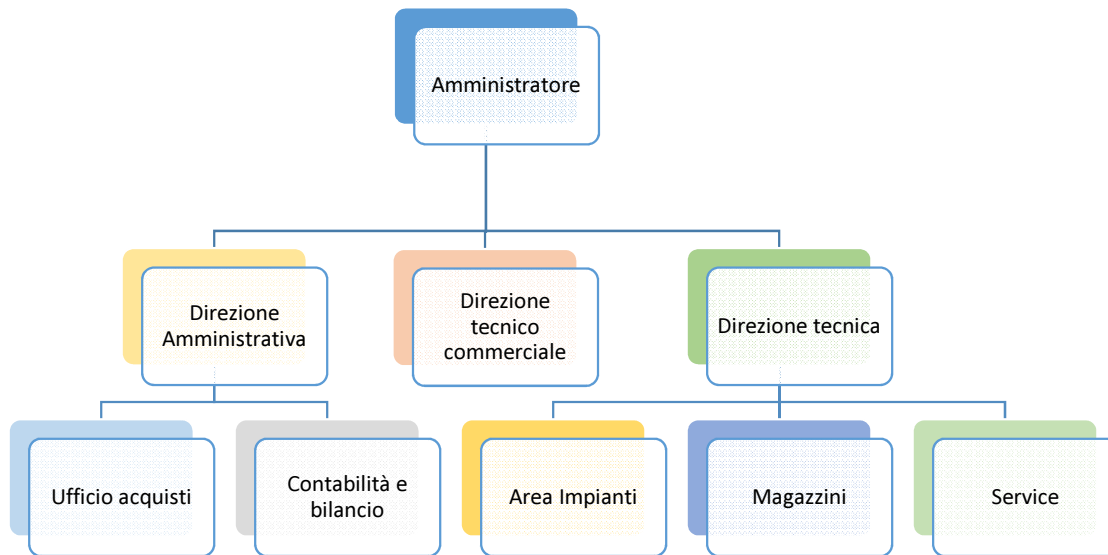 Amministratore
Direzione
Amministrativa
Direzione
tecnico
commerciale
Direzione tecnica
Ufficio acquisti
Contabilità e
bilancio
Area Impianti
Magazzini
Service